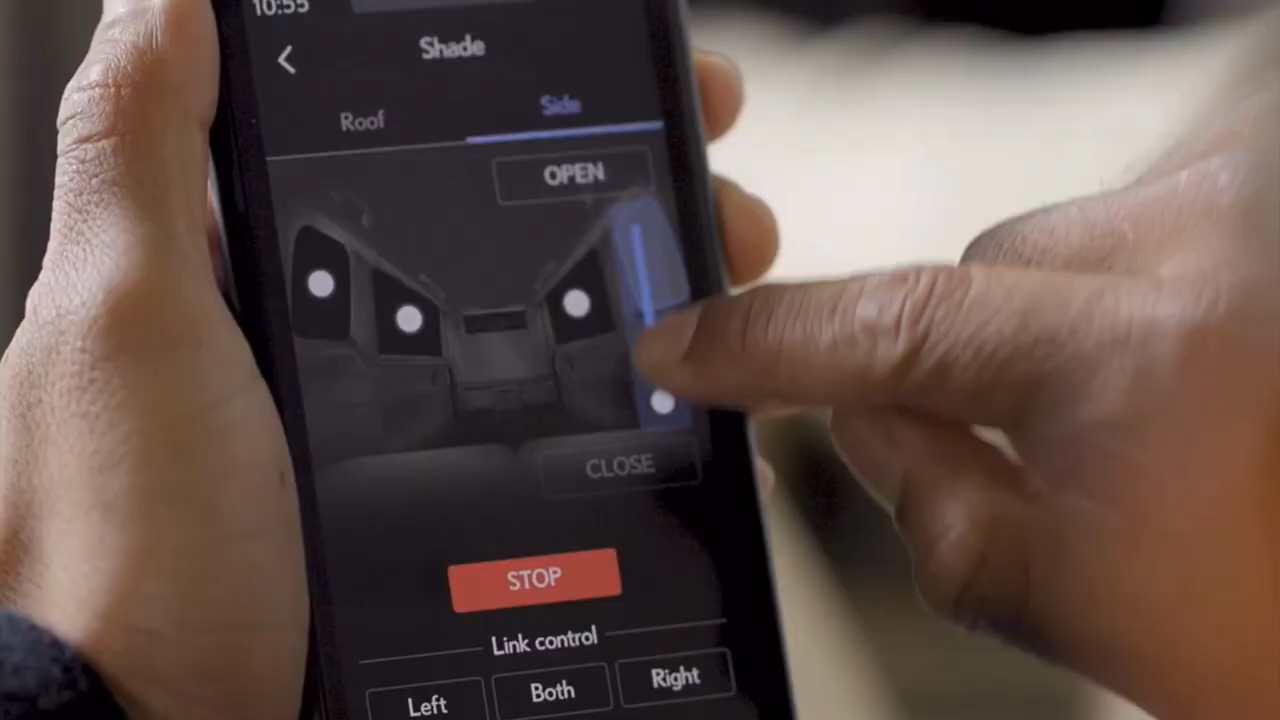 10:55
Shade
Roof
Side
OPEN
CLOSE
STOP
Link control
Left
Both
Right